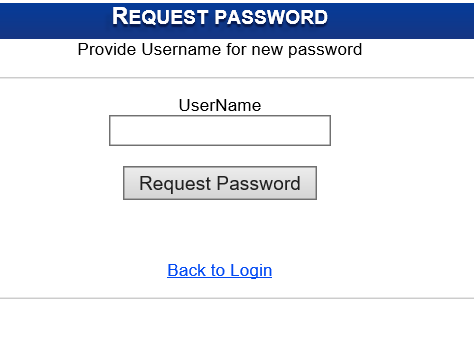 REQUEST PASSWORD
Provide Username for new password
UserName
Request Password
Back to Login